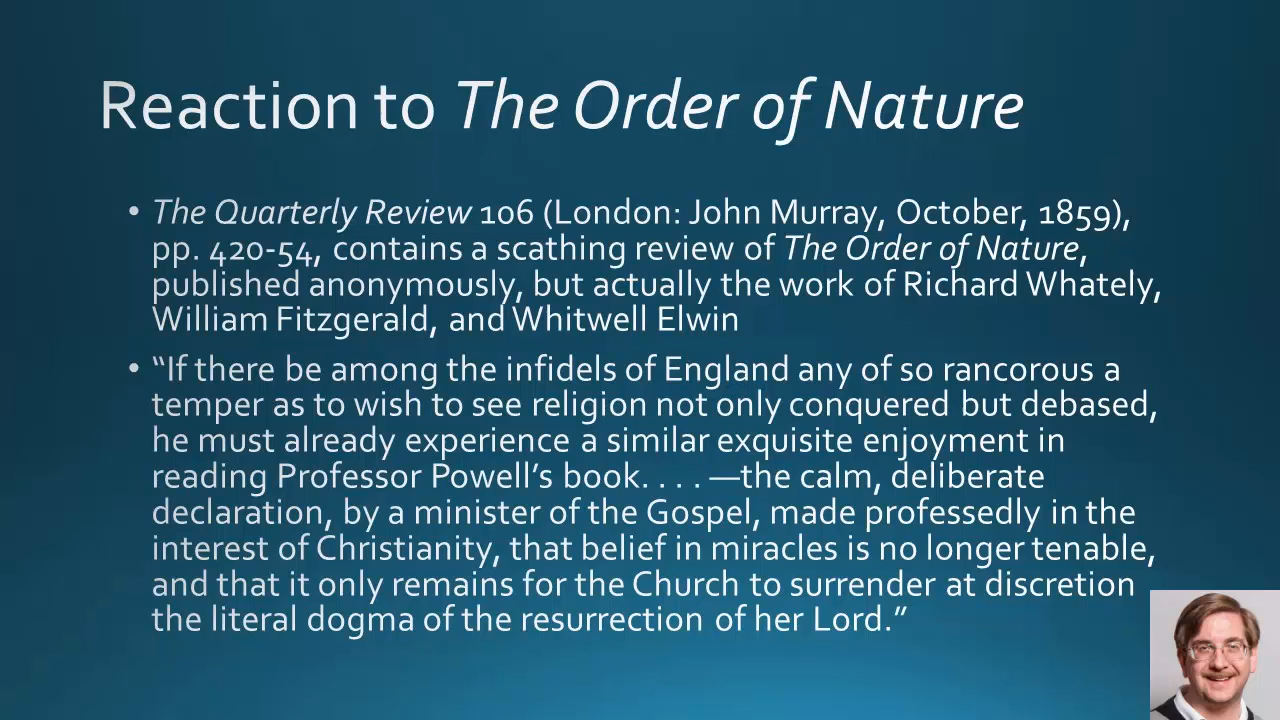 Reaction to The Order of Nature
• The Quarterly Review 106 (London: John Murray, October, 1859),
pp. 420-54, contains a scathing review of The Order of Nature,
published anonymously, but actually the work of Richard Whately,
William Fitzgerald, and Whitwell Elwin
• “If there be among the infidels of England any of so rancorous a
temper as to wish to see religion not only conquered but debased,
he must already experience a similar exquisite enjoyment in
reading Professor Powell’s book. . . . —the calm, deliberate
declaration, by a minister of the Gospel, made professedly in the
interest of Christianity, that belief in miracles is no longer tenable,
and that it only remains for the Church to surrender at discretion
the literal dogma of the resurrection of her Lord.”